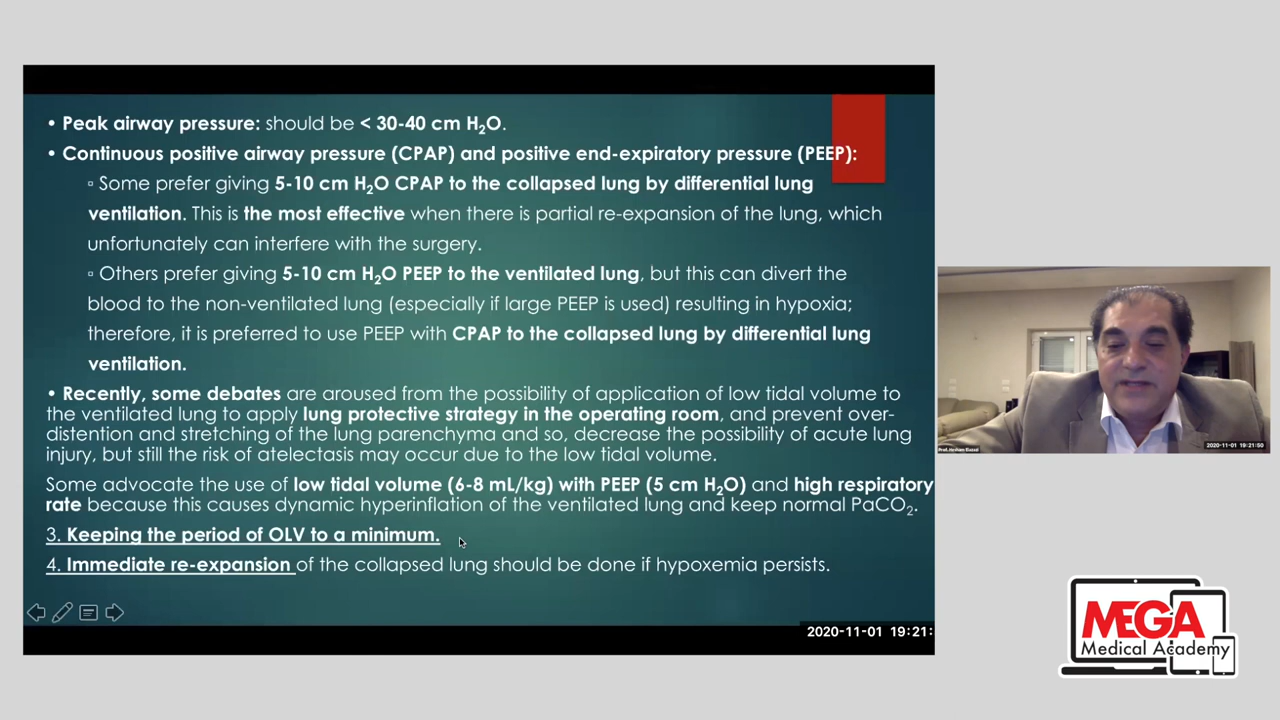 • Peak airway pressure: should be < 30-40 cm H₂O.
• Continuous positive airway pressure (CPAP) and positive end-expiratory pressure (PEEP):
▫ Some prefer giving 5-10 cm H₂O CPAP to the collapsed lung by differential lung
ventilation. This is the most effective when there is partial re-expansion of the lung, which
unfortunately can interfere with the surgery.
▫ Others prefer giving 5-10 cm H₂O PEEP to the ventilated lung, but this can divert the
blood to the non-ventilated lung (especially if large PEEP is used) resulting in hypoxia;
therefore, it is preferred to use PEEP with CPAP to the collapsed lung by differential lung
ventilation.
• Recently, some debates are aroused from the possibility of application of low tidal volume to
the ventilated lung to apply lung protective strategy in the operating room, and prevent over-
distention and stretching of the lung parenchyma and so, decrease the possibility of acute lung
injury, but still the risk of atelectasis may occur due to the low tidal volume.
Some advocate the use of low tidal volume (6-8 mL/kg) with PEEP (5 cm H₂O) and high respiratory
rate because this causes dynamic hyperinflation of the ventilated lung and keep normal PaCO₂.
3. Keeping the period of OLV to a minimum.
4. Immediate re-expansion of the collapsed lung should be done if hypoxemia persists.
2020-11-01 19:21:
2020-11-01 19:21:50
MEGA
Medical Academy